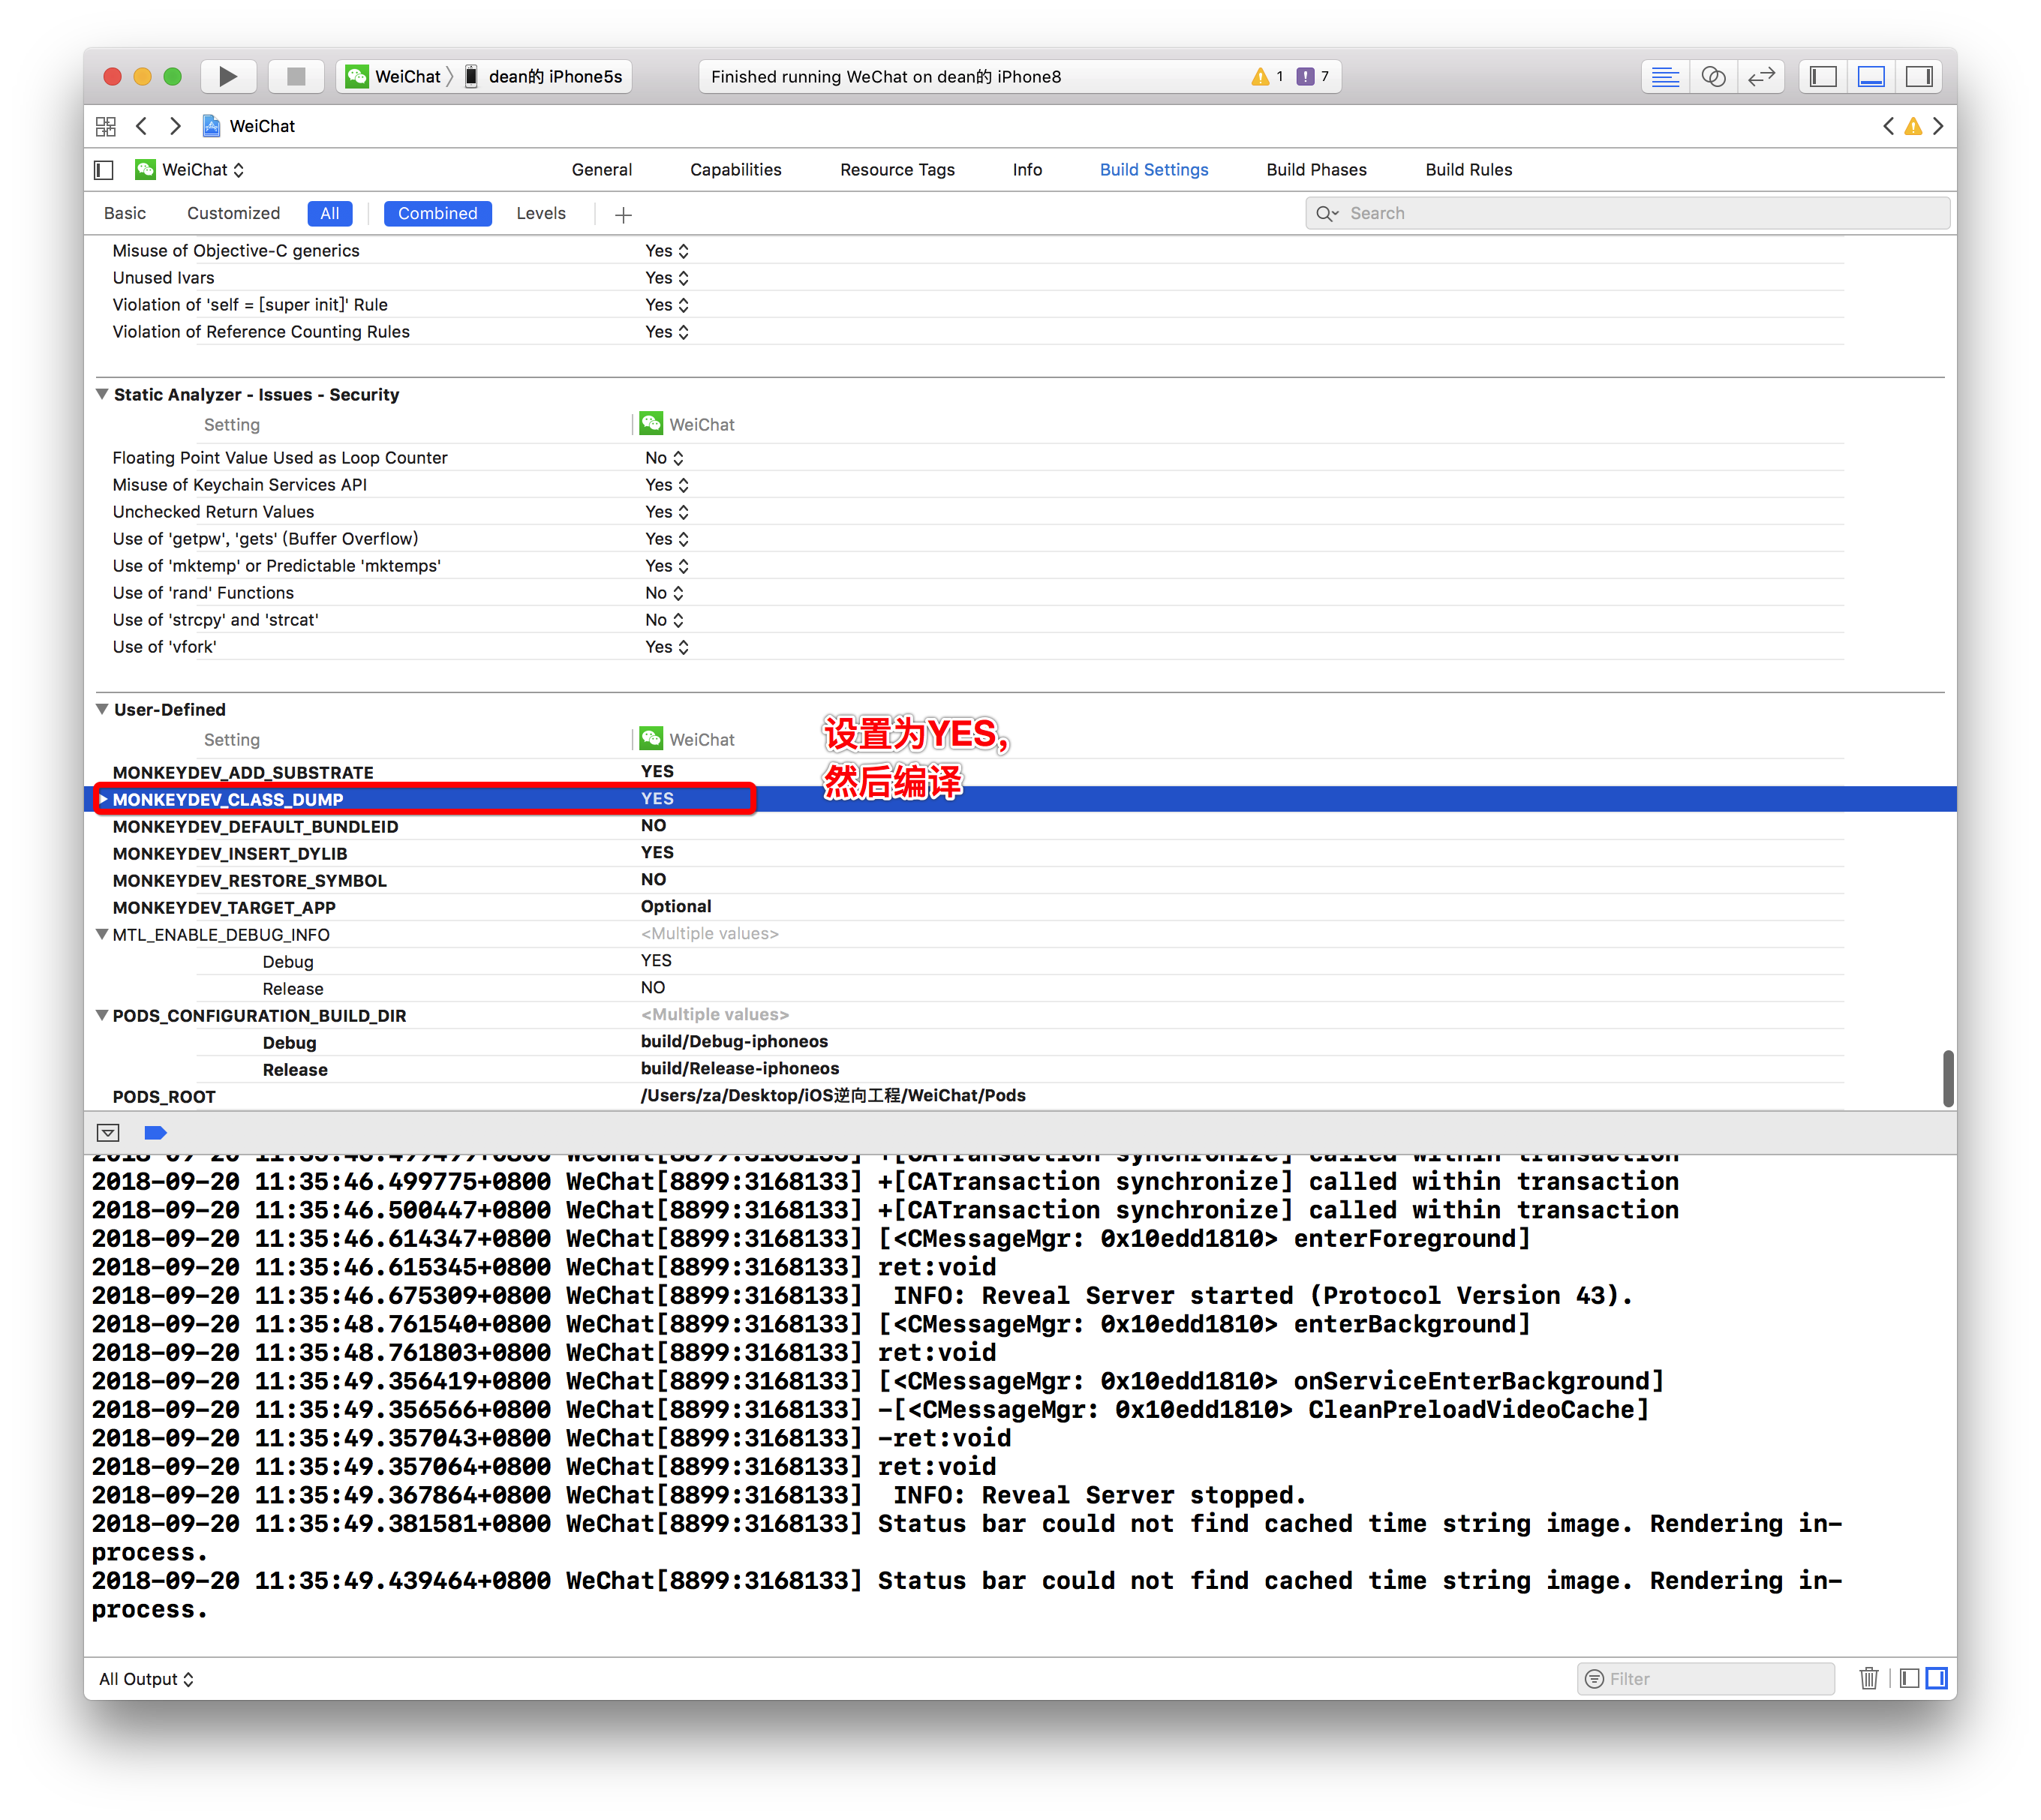 WeiChat dean的 iPhone5s Finished running WeChat on dean的 iPhone8 1 7
WeiChat
WeiChat General Capabilities Resource Tags Info Build Settings Build Phases Build Rules
Basic Customized All Combined Levels Search
Misuse of Objective-C generics Yes
Unused Ivars Yes
Violation of 'self = [super init]' Rule Yes
Violation of Reference Counting Rules Yes
Static Analyzer - Issues - Security
Setting WeiChat
Floating Point Value Used as Loop Counter No
Misuse of Keychain Services API Yes
Unchecked Return Values Yes
Use of 'getpw', 'gets' (Buffer Overflow) Yes
Use of 'mktemp' or Predictable 'mktemps' Yes
Use of 'rand' Functions No
Use of 'strcpy' and 'strcat' No
Use of 'vfork' Yes
User-Defined
设置为YES,
Setting WeiChat
然后编译
MONKEYDEV_ADD_SUBSTRATE YES
MONKEYDEV_CLASS_DUMP YES
MONKEYDEV_DEFAULT_BUNDLEID NO
MONKEYDEV_INSERT_DYLIB YES
MONKEYDEV_RESTORE_SYMBOL NO
MONKEYDEV_TARGET_APP Optional
MTL_ENABLE_DEBUG_INFO <Multiple values>
Debug YES
Release NO
PODS_CONFIGURATION_BUILD_DIR <Multiple values>
Debug build/Debug-iphoneos
Release build/Release-iphoneos
PODS_ROOT /Users/za/Desktop/iOS逆向工程/WeiChat/Pods
2018-09-20 11:35:46.499499+0800 WeChat[8899:3168133] +[CATransaction synchronize] called within transaction
2018-09-20 11:35:46.499775+0800 WeChat[8899:3168133] +[CATransaction synchronize] called within transaction
2018-09-20 11:35:46.500447+0800 WeChat[8899:3168133] +[CATransaction synchronize] called within transaction
2018-09-20 11:35:46.614347+0800 WeChat[8899:3168133] [<CMessageMgr: 0x10edd1810> enterForeground]
2018-09-20 11:35:46.615345+0800 WeChat[8899:3168133] ret:void
2018-09-20 11:35:46.675309+0800 WeChat[8899:3168133]  INFO: Reveal Server started (Protocol Version 43).
2018-09-20 11:35:48.761540+0800 WeChat[8899:3168133] [<CMessageMgr: 0x10edd1810> enterBackground]
2018-09-20 11:35:48.761803+0800 WeChat[8899:3168133] ret:void
2018-09-20 11:35:49.356419+0800 WeChat[8899:3168133] [<CMessageMgr: 0x10edd1810> onServiceEnterBackground]
2018-09-20 11:35:49.356566+0800 WeChat[8899:3168133] -[<CMessageMgr: 0x10edd1810> CleanPreloadVideoCache]
2018-09-20 11:35:49.357043+0800 WeChat[8899:3168133] -ret:void
2018-09-20 11:35:49.357064+0800 WeChat[8899:3168133] ret:void
2018-09-20 11:35:49.367864+0800 WeChat[8899:3168133]  INFO: Reveal Server stopped.
2018-09-20 11:35:49.381581+0800 WeChat[8899:3168133] Status bar could not find cached time string image. Rendering in-
process.
2018-09-20 11:35:49.439464+0800 WeChat[8899:3168133] Status bar could not find cached time string image. Rendering in-
process.
All Output Filter